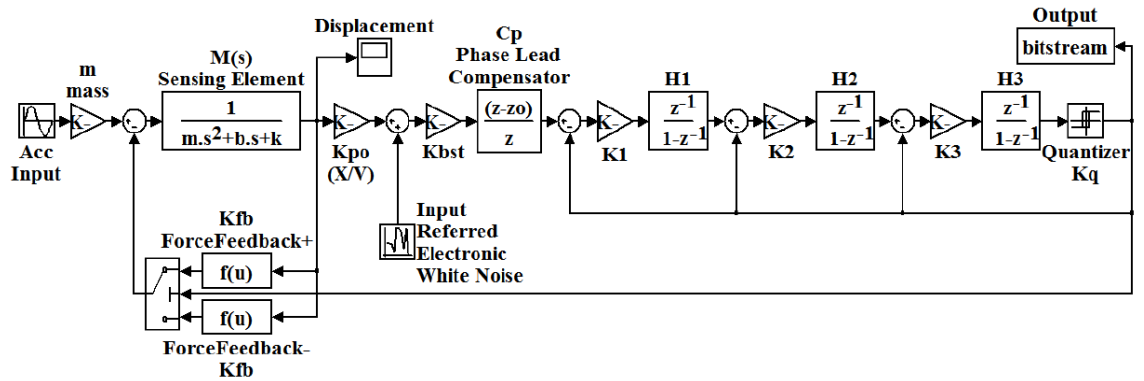 Displacement
Output
bitstream
M(s)
Sensing Element
Cp
Phase Lead
Compensator
m
mass
H1
H2
H3
1
m.s²+b.s+k
(z-zo)
z
z⁻¹
1-z⁻¹
z⁻¹
1-z⁻¹
z⁻¹
1-z⁻¹
K-
K-
K-
K-
K-
K-
Acc
Input
Kpo
(X/V)
Kbst
K1
K2
K3
Quantizer
Kq
Kfb
ForceFeedback+
f(u)
f(u)
ForceFeedback-
Kfb
Input
Referred
Electronic
White Noise